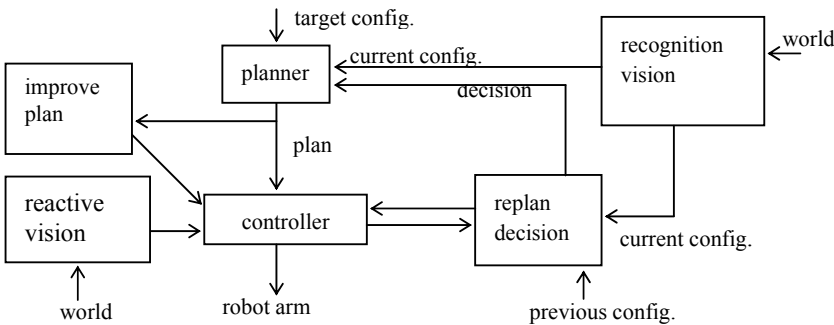 target config.
planner
current config.
recognition
vision
world
improve
plan
decision
plan
reactive
vision
controller
replan
decision
current config.
world
robot arm
previous config.